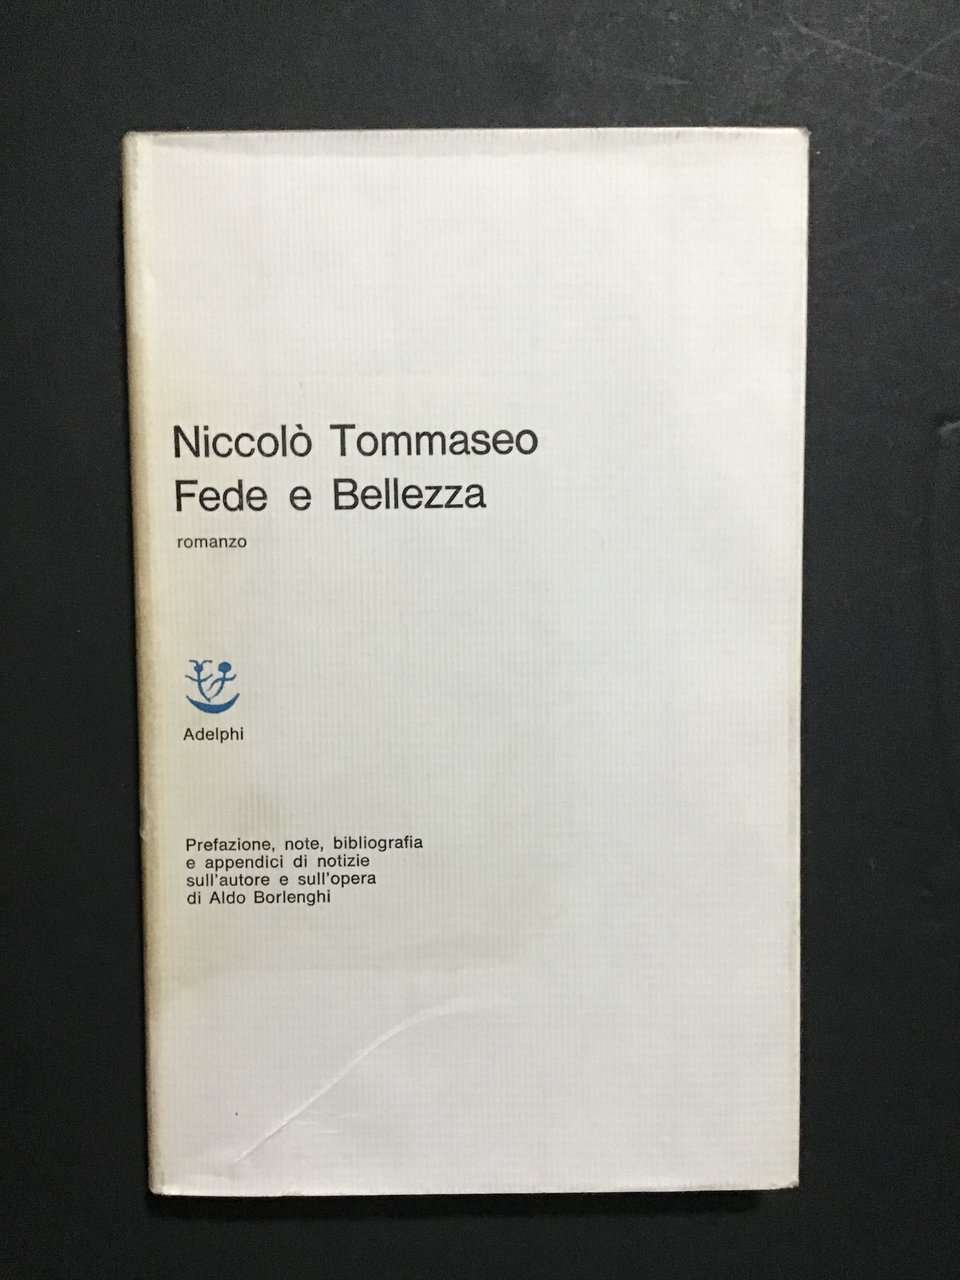 Niccolò Tommaseo
Fede e Bellezza
romanzo
Adelphi
Prefazione, note, bibliografia
e appendici di notizie
sull'autore e sull'opera
di Aldo Borlenghi